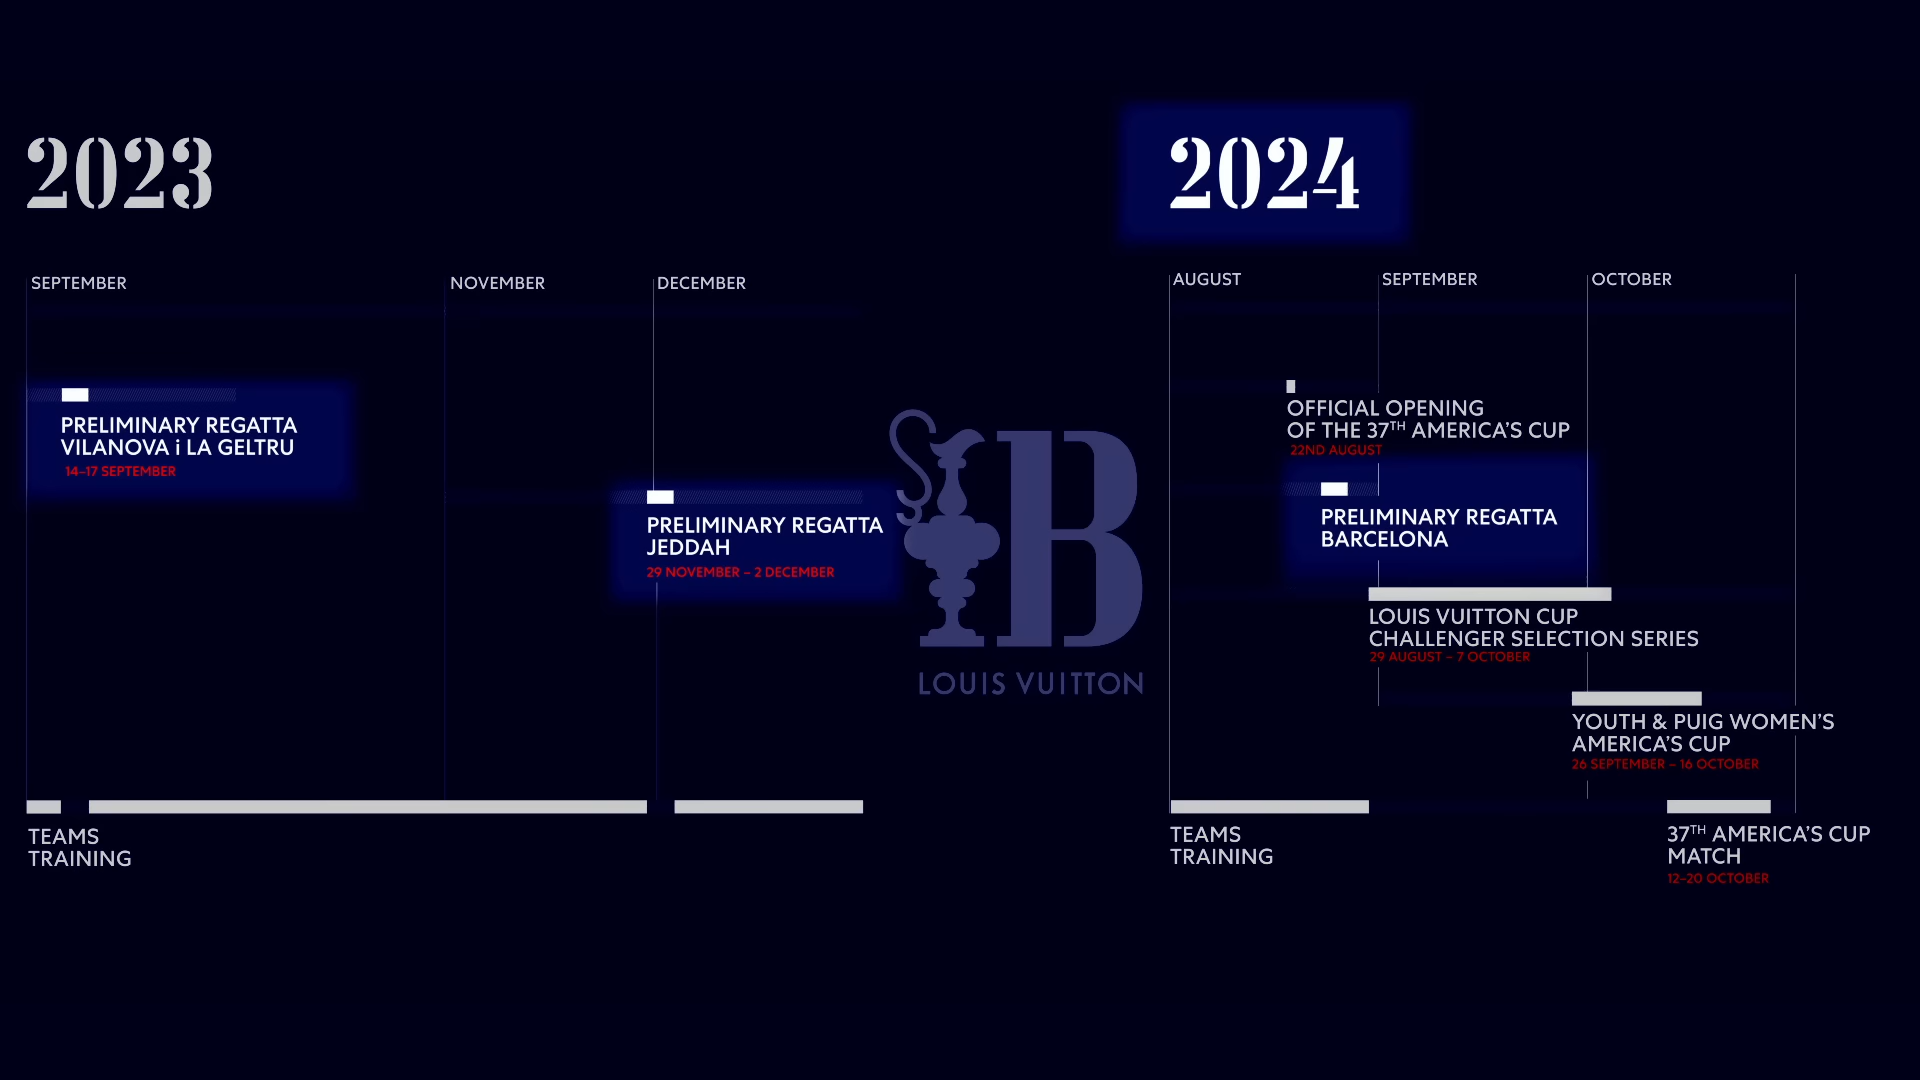 2023
SEPTEMBER
NOVEMBER
DECEMBER
PRELIMINARY REGATTA
VILANOVA i LA GELTRU
14–17 SEPTEMBER
PRELIMINARY REGATTA
JEDDAH
29 NOVEMBER – 2 DECEMBER
TEAMS
TRAINING
B
LOUIS VUITTON
2024
AUGUST
SEPTEMBER
OCTOBER
OFFICIAL OPENING
OF THE 37TH AMERICA'S CUP
22ND AUGUST
PRELIMINARY REGATTA
BARCELONA
LOUIS VUITTON CUP
CHALLENGER SELECTION SERIES
29 AUGUST – 7 OCTOBER
YOUTH & PUIG WOMEN'S
AMERICA'S CUP
26 SEPTEMBER – 16 OCTOBER
TEAMS
TRAINING
37TH AMERICA'S CUP
MATCH
12–20 OCTOBER